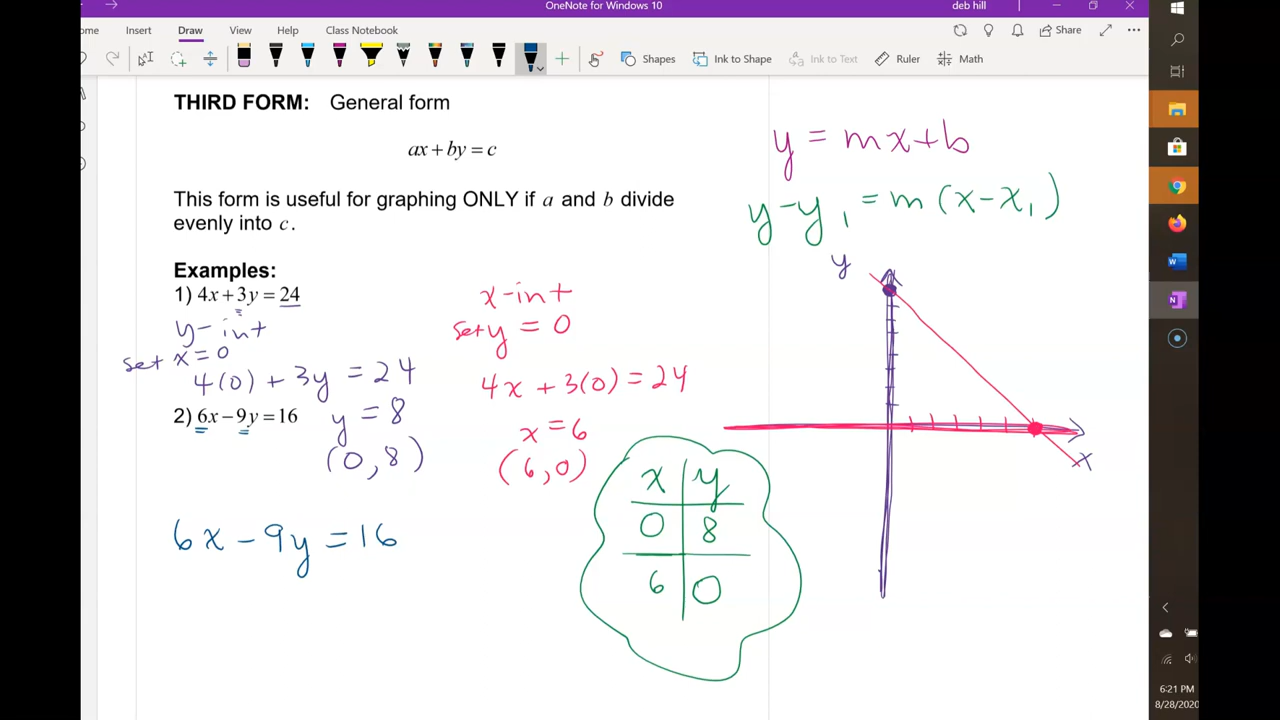 OneNote for Windows 10
deb hill
ome
Insert
Draw
View
Help
Class Notebook
Share
Shapes
Ink to Shape
Ink to Text
Ruler
Math
THIRD FORM: General form
ax + by = c
This form is useful for graphing ONLY if a and b divide
evenly into c.
Examples:
1) 4x + 3y = 24
y-int
set x = 0
4(0) + 3y = 24
y = 8
(0, 8)
x-int
set y = 0
4x + 3(0) = 24
x = 6
(6, 0)
2) 6x − 9y = 16
6x − 9y = 16
x y
0 8
6 0
y = mx + b
y − y₁ = m(x − x₁)
y
x
6:21 PM
8/28/2020